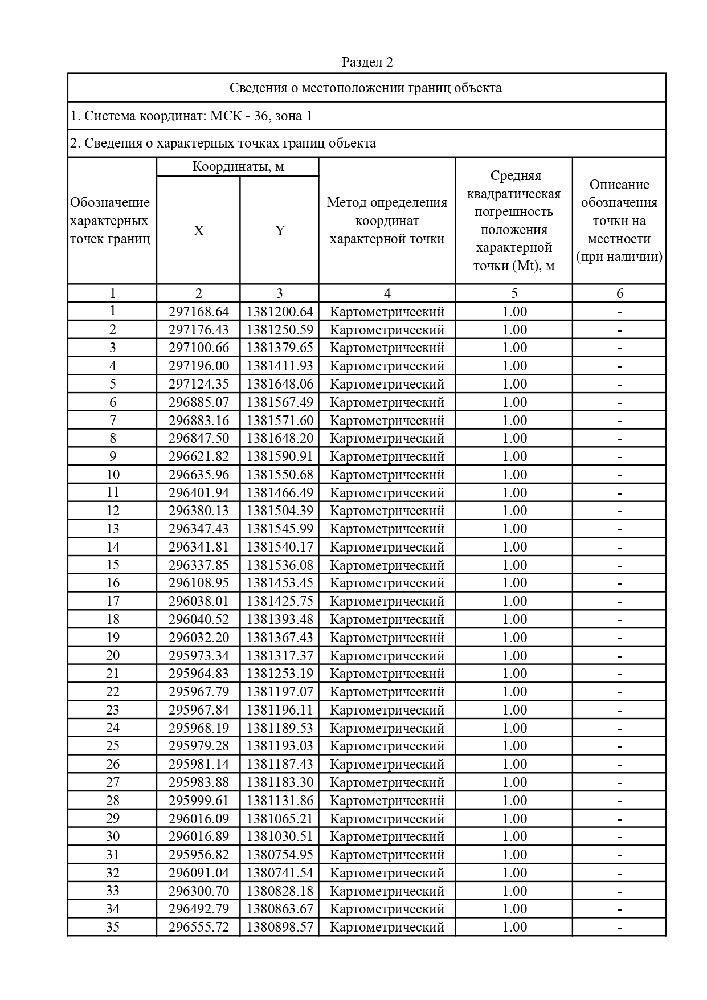 Раздел 2
Сведения о местоположении границ объекта
1. Система координат: МСК - 36, зона 1
2. Сведения о характерных точках границ объекта
Обозначение характерных точек границ
Координаты, м
X
Y
Метод определения координат характерной точки
Средняя квадратическая погрешность положения характерной точки (Mt), м
Описание обозначения точки на местности (при наличии)
1 2 3 4 5 6
1 297168.64 1381200.64 Картометрический 1.00 -
2 297176.43 1381250.59 Картометрический 1.00 -
3 297100.66 1381379.65 Картометрический 1.00 -
4 297196.00 1381411.93 Картометрический 1.00 -
5 297124.35 1381648.06 Картометрический 1.00 -
6 296885.07 1381567.49 Картометрический 1.00 -
7 296883.16 1381571.60 Картометрический 1.00 -
8 296847.50 1381648.20 Картометрический 1.00 -
9 296621.82 1381590.91 Картометрический 1.00 -
10 296635.96 1381550.68 Картометрический 1.00 -
11 296401.94 1381466.49 Картометрический 1.00 -
12 296380.13 1381504.39 Картометрический 1.00 -
13 296347.43 1381545.99 Картометрический 1.00 -
14 296341.81 1381540.17 Картометрический 1.00 -
15 296337.85 1381536.08 Картометрический 1.00 -
16 296108.95 1381453.45 Картометрический 1.00 -
17 296038.01 1381425.75 Картометрический 1.00 -
18 296040.52 1381393.48 Картометрический 1.00 -
19 296032.20 1381367.43 Картометрический 1.00 -
20 295973.34 1381317.37 Картометрический 1.00 -
21 295964.83 1381253.19 Картометрический 1.00 -
22 295967.79 1381197.07 Картометрический 1.00 -
23 295967.84 1381196.11 Картометрический 1.00 -
24 295968.19 1381189.53 Картометрический 1.00 -
25 295979.28 1381193.03 Картометрический 1.00 -
26 295981.14 1381187.43 Картометрический 1.00 -
27 295983.88 1381183.30 Картометрический 1.00 -
28 295999.61 1381131.86 Картометрический 1.00 -
29 296016.09 1381065.21 Картометрический 1.00 -
30 296016.89 1381030.51 Картометрический 1.00 -
31 295956.82 1380754.95 Картометрический 1.00 -
32 296091.04 1380741.54 Картометрический 1.00 -
33 296300.70 1380828.18 Картометрический 1.00 -
34 296492.79 1380863.67 Картометрический 1.00 -
35 296555.72 1380898.57 Картометрический 1.00 -